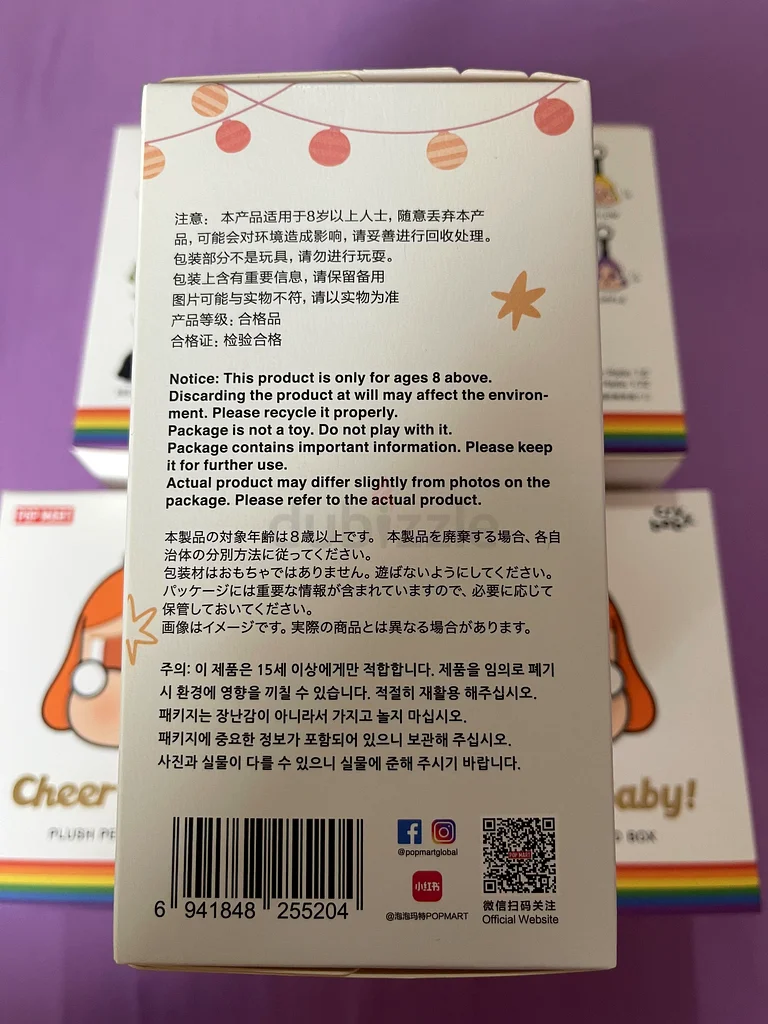 注意： 本产品适用于8岁以上人士，随意丢弃本产
品，可能会对环境造成影响，请妥善进行回收处理。
包装部分不是玩具，请勿进行玩耍。
包装上含有重要信息，请保留备用
图片可能与实物不符，请以实物为准
产品等级：合格品
合格证：检验合格
Notice: This product is only for ages 8 above.
Discarding the product at will may affect the environ-
ment. Please recycle it properly.
Package is not a toy. Do not play with it.
Package contains important information. Please keep
it for further use.
Actual product may differ slightly from photos on the
package. Please refer to the actual product.
dubizzle
本製品の対象年齢は8歳以上です。 本製品を廃棄する場合、各自
治体の分別方法に従ってください。
包装材はおもちゃではありません。遊ばないようにしてください。
パッケージには重要な情報が含まれていますので、必要に応じて
保管しておいてください。
画像はイメージです。実際の商品とは異なる場合があります。
주의: 이 제품은 15세 이상에게만 적합합니다. 제품을 임의로 폐기
시 환경에 영향을 끼칠 수 있습니다. 적절히 재활용 해주십시오.
패키지는 장난감이 아니라서 가지고 놀지 마십시오.
패키지에 중요한 정보가 포함되어 있으니 보관해 주십시오.
사진과 실물이 다를 수 있으니 실물에 준해 주시기 바랍니다.
6 941848 255204
@popmartglobal
小红书
@泡泡玛特POPMART
POP MART
微信扫码关注
Official Website
POP MART
Cheer
PLUSH PE
aby!
BOX